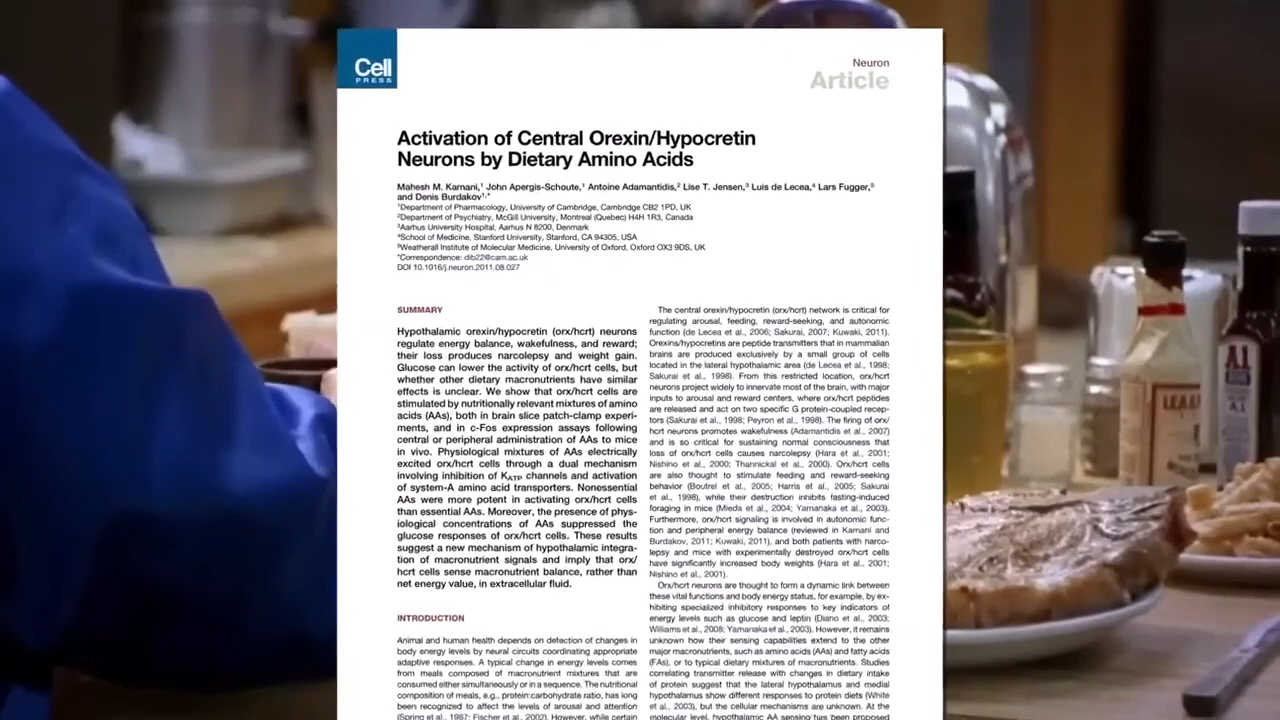 Cell
PRESS
Neuron
Article
Activation of Central Orexin/Hypocretin
Neurons by Dietary Amino Acids
Mahesh M. Karnani,1 John Apergis-Schoute,1 Antoine Adamantidis,2 Lise T. Jensen,3 Luis de Lecea,4 Lars Fugger,5
and Denis Burdakov1,*
1Department of Pharmacology, University of Cambridge, Cambridge CB2 1PD, UK
2Department of Psychiatry, McGill University, Montreal (Quebec) H4H 1R3, Canada
3Aarhus University Hospital, Aarhus N 8200, Denmark
4School of Medicine, Stanford University, Stanford, CA 94305, USA
5Weatherall Institute of Molecular Medicine, University of Oxford, Oxford OX3 9DS, UK
*Correspondence: dib22@cam.ac.uk
DOI 10.1016/j.neuron.2011.08.027
SUMMARY
Hypothalamic orexin/hypocretin (orx/hcrt) neurons
regulate energy balance, wakefulness, and reward;
their loss produces narcolepsy and weight gain.
Glucose can lower the activity of orx/hcrt cells, but
whether other dietary macronutrients have similar
effects is unclear. We show that orx/hcrt cells are
stimulated by nutritionally relevant mixtures of amino
acids (AAs), both in brain slice patch-clamp experi-
ments, and in c-Fos expression assays following
central or peripheral administration of AAs to mice
in vivo. Physiological mixtures of AAs electrically
excited orx/hcrt cells through a dual mechanism
involving inhibition of KATP channels and activation
of system-A amino acid transporters. Nonessential
AAs were more potent in activating orx/hcrt cells
than essential AAs. Moreover, the presence of phys-
iological concentrations of AAs suppressed the
glucose responses of orx/hcrt cells. These results
suggest a new mechanism of hypothalamic integra-
tion of macronutrient signals and imply that orx/
hcrt cells sense macronutrient balance, rather than
net energy value, in extracellular fluid.
INTRODUCTION
Animal and human health depends on detection of changes in
body energy levels by neural circuits coordinating appropriate
adaptive responses. A typical change in energy levels comes
from meals composed of macronutrient mixtures that are
consumed either simultaneously or in a sequence. The nutritional
composition of meals, e.g., protein:carbohydrate ratio, has long
been recognized to affect the levels of arousal and attention
(Spring et al., 1987; Fischer et al., 2002). However, while certain
The central orexin/hypocretin (orx/hcrt) network is critical for
regulating arousal, feeding, reward-seeking, and autonomic
function (de Lecea et al., 2006; Sakurai, 2007; Kuwaki, 2011).
Orexins/hypocretins are peptide transmitters that in mammalian
brains are produced exclusively by a small group of cells
located in the lateral hypothalamic area (de Lecea et al., 1998;
Sakurai et al., 1998). From this restricted location, orx/hcrt
neurons project widely to innervate most of the brain, with major
inputs to arousal and reward centers, where orx/hcrt peptides
are released and act on two specific G protein-coupled recep-
tors (Sakurai et al., 1998; Peyron et al., 1998). The firing of orx/
hcrt neurons promotes wakefulness (Adamantidis et al., 2007)
and is so critical for sustaining normal consciousness that
loss of orx/hcrt cells causes narcolepsy (Hara et al., 2001;
Nishino et al., 2000; Thannickal et al., 2000). Orx/hcrt cells
are also thought to stimulate feeding and reward-seeking
behavior (Boutrel et al., 2005; Harris et al., 2005; Sakurai
et al., 1998), while their destruction inhibits fasting-induced
foraging in mice (Mieda et al., 2004; Yamanaka et al., 2003).
Furthermore, orx/hcrt signaling is involved in autonomic func-
tion and peripheral energy balance (reviewed in Karnani and
Burdakov, 2011; Kuwaki, 2011), and both patients with narco-
lepsy and mice with experimentally destroyed orx/hcrt cells
have significantly increased body weights (Hara et al., 2001;
Nishino et al., 2001).
Orx/hcrt neurons are thought to form a dynamic link between
these vital functions and body energy status, for example, by ex-
hibiting specialized inhibitory responses to key indicators of
energy levels such as glucose and leptin (Diano et al., 2003;
Williams et al., 2008; Yamanaka et al., 2003). However, it remains
unknown how their sensing capabilities extend to the other
major macronutrients, such as amino acids (AAs) and fatty acids
(FAs), or to typical dietary mixtures of macronutrients. Studies
correlating transmitter release with changes in dietary intake
of protein suggest that the lateral hypothalamus and medial
hypothalamus show different responses to protein diets (White
et al., 2003), but the cellular mechanisms are unknown. At the
molecular level, hypothalamic AA sensing has been proposed
LEA &
A1
A.1.